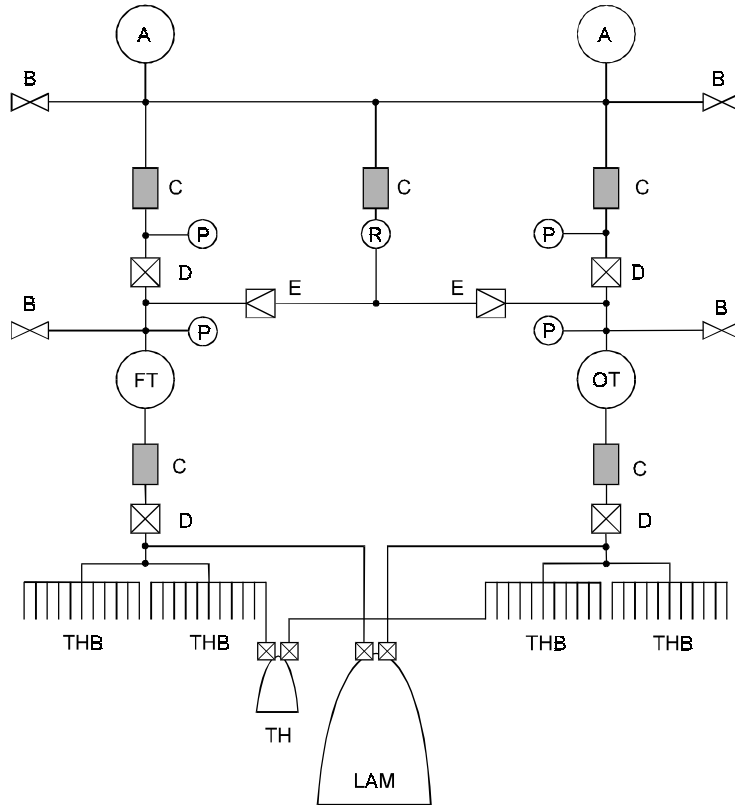 A A
B B
C C C
P R P
D D
E E
B P P B
FT OT
C C
D D
THB THB THB THB
TH
LAM